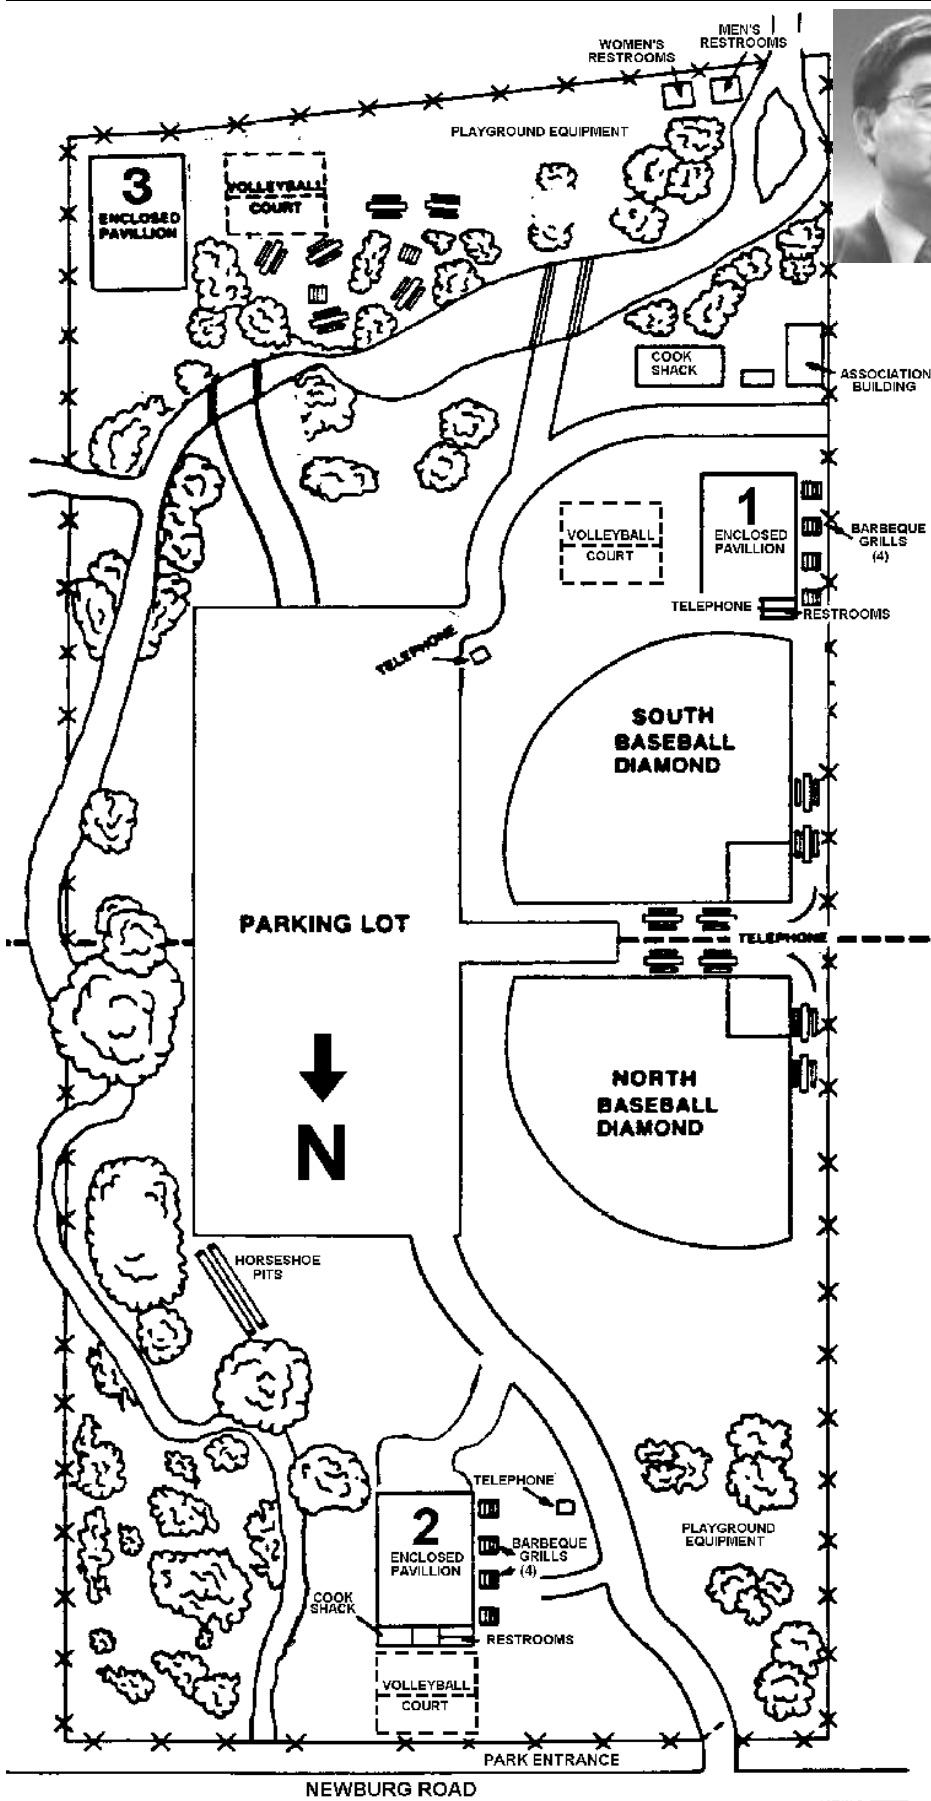 WOMEN'S
RESTROOMS
MEN'S
RESTROOMS
PLAYGROUND EQUIPMENT
3
ENCLOSED
PAVILLION
VOLLEYBALL
COURT
COOK
SHACK
ASSOCIATION
BUILDING
1
ENCLOSED
PAVILLION
VOLLEYBALL
COURT
BARBEQUE
GRILLS
(4)
TELEPHONE
RESTROOMS
TELEPHONE
SOUTH
BASEBALL
DIAMOND
PARKING LOT
TELEPHONE
N
NORTH
BASEBALL
DIAMOND
HORSESHOE
PITS
TELEPHONE
2
ENCLOSED
PAVILLION
BARBEQUE
GRILLS
(4)
PLAYGROUND
EQUIPMENT
COOK
SHACK
RESTROOMS
VOLLEYBALL
COURT
PARK ENTRANCE
NEWBURG ROAD